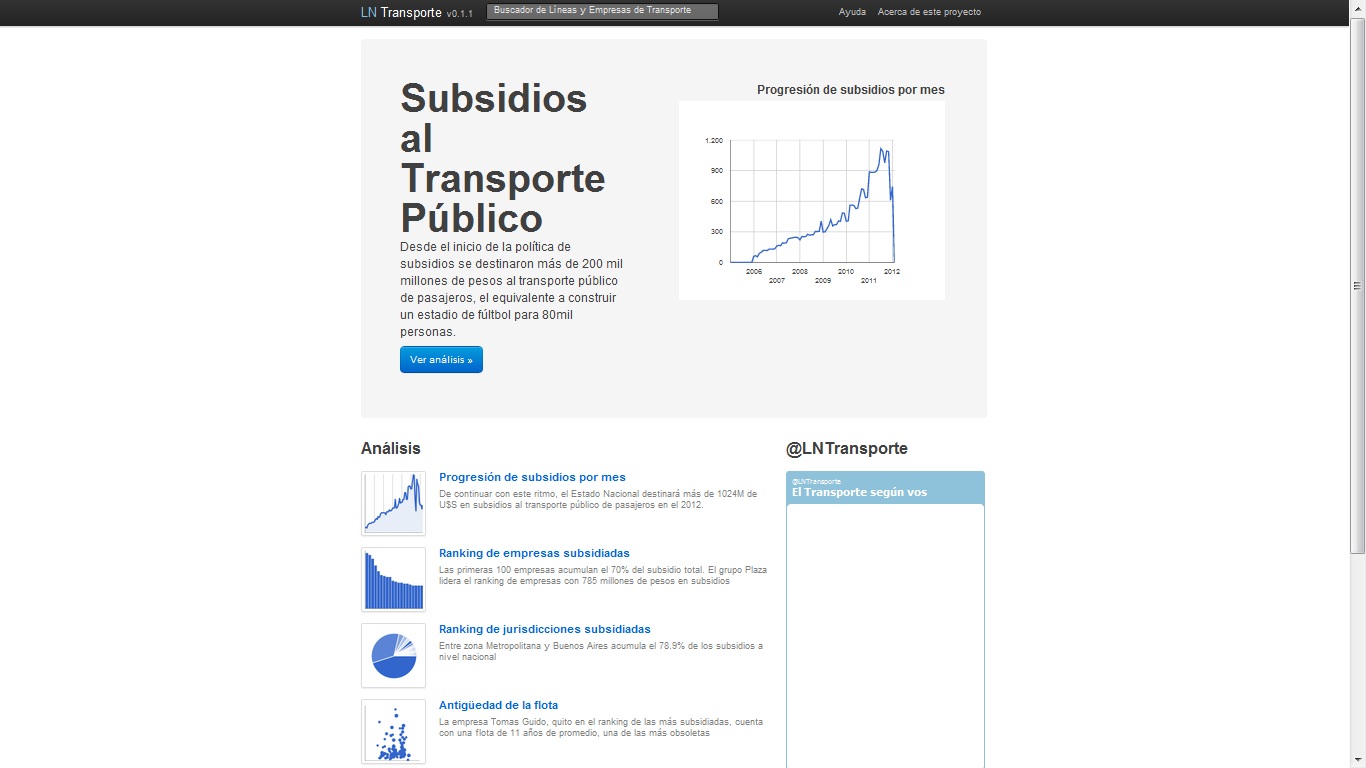 LN Transporte v0.1.1
Buscador de Líneas y Empresas de Transporte
Ayuda
Acerca de este proyecto
Subsidios
al
Transporte
Público
Desde el inicio de la política de
subsidios se destinaron más de 200 mil
millones de pesos al transporte público
de pasajeros, el equivalente a construir
un estadio de fúltbol para 80mil
personas.
Ver análisis »
Progresión de subsidios por mes
1.200
900
600
300
0
2006
2007
2008
2009
2010
2011
2012
Análisis
Progresión de subsidios por mes
De continuar con este ritmo, el Estado Nacional destinará más de 1024M de
U$S en subsidios al transporte público de pasajeros en el 2012.
Ranking de empresas subsidiadas
Las primeras 100 empresas acumulan el 70% del subsidio total. El grupo Plaza
lidera el ranking de empresas con 785 millones de pesos en subsidios
Ranking de jurisdicciones subsidiadas
Entre zona Metropolitana y Buenos Aires acumula el 78.9% de los subsidios a
nivel nacional
Antigüedad de la flota
La empresa Tomas Guido, quito en el ranking de las más subsidiadas, cuenta
con una flota de 11 años de promedio, una de las más obsoletas
@LNTransporte
@LNTransporte
El Transporte según vos